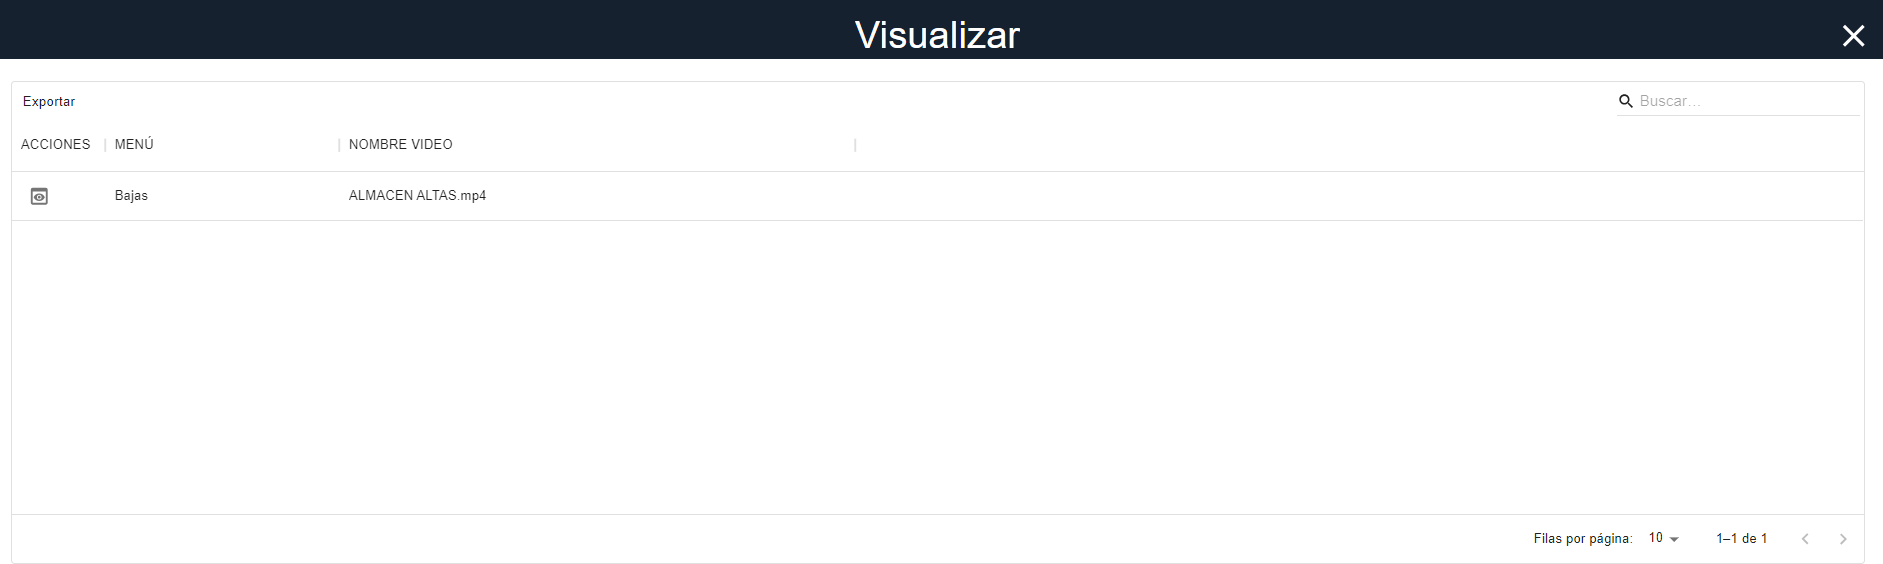 Visualizar
Exportar
Buscar...
ACCIONES MENÚ NOMBRE VIDEO
Bajas ALMACEN ALTAS.mp4
Filas por página: 10 1–1 de 1